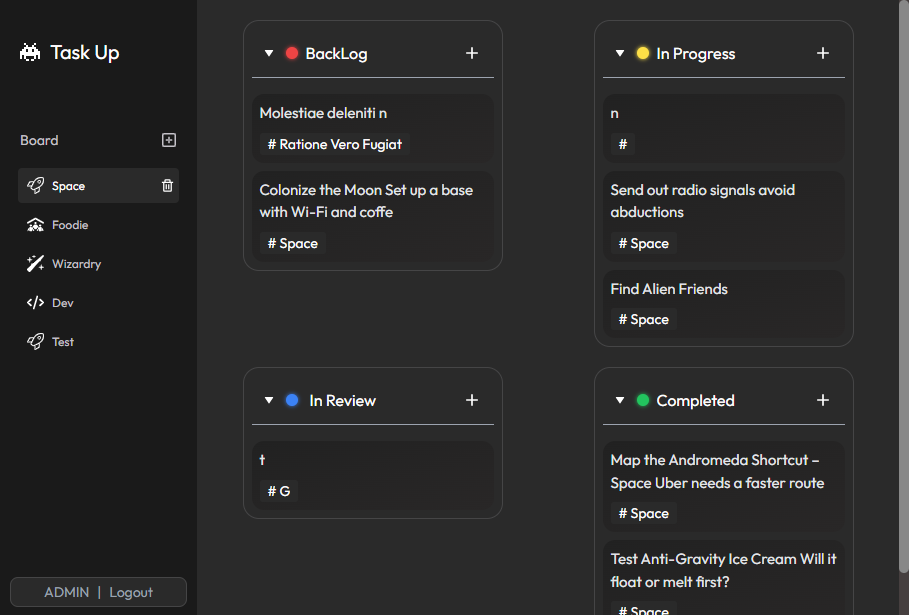 Task Up
Board
Space
Foodie
Wizardry
Dev
Test
ADMIN | Logout
BackLog
Molestiae deleniti n
# Ratione Vero Fugiat
Colonize the Moon Set up a base
with Wi-Fi and coffe
# Space
In Progress
n
#
Send out radio signals avoid
abductions
# Space
Find Alien Friends
# Space
In Review
t
# G
Completed
Map the Andromeda Shortcut –
Space Uber needs a faster route
# Space
Test Anti-Gravity Ice Cream Will it
float or melt first?
# Space